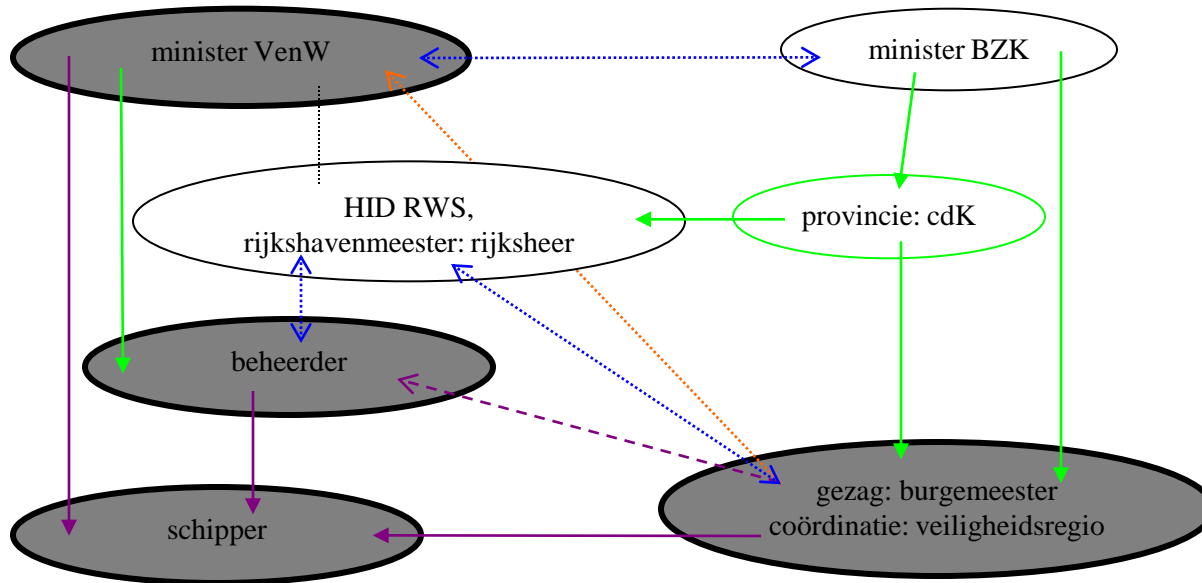 minister VenW
minister BZK
HID RWS,
rijkshavenmeester: rijksheer
provincie: cdK
beheerder
gezag: burgemeester
coördinatie: veiligheidsregio
schipper